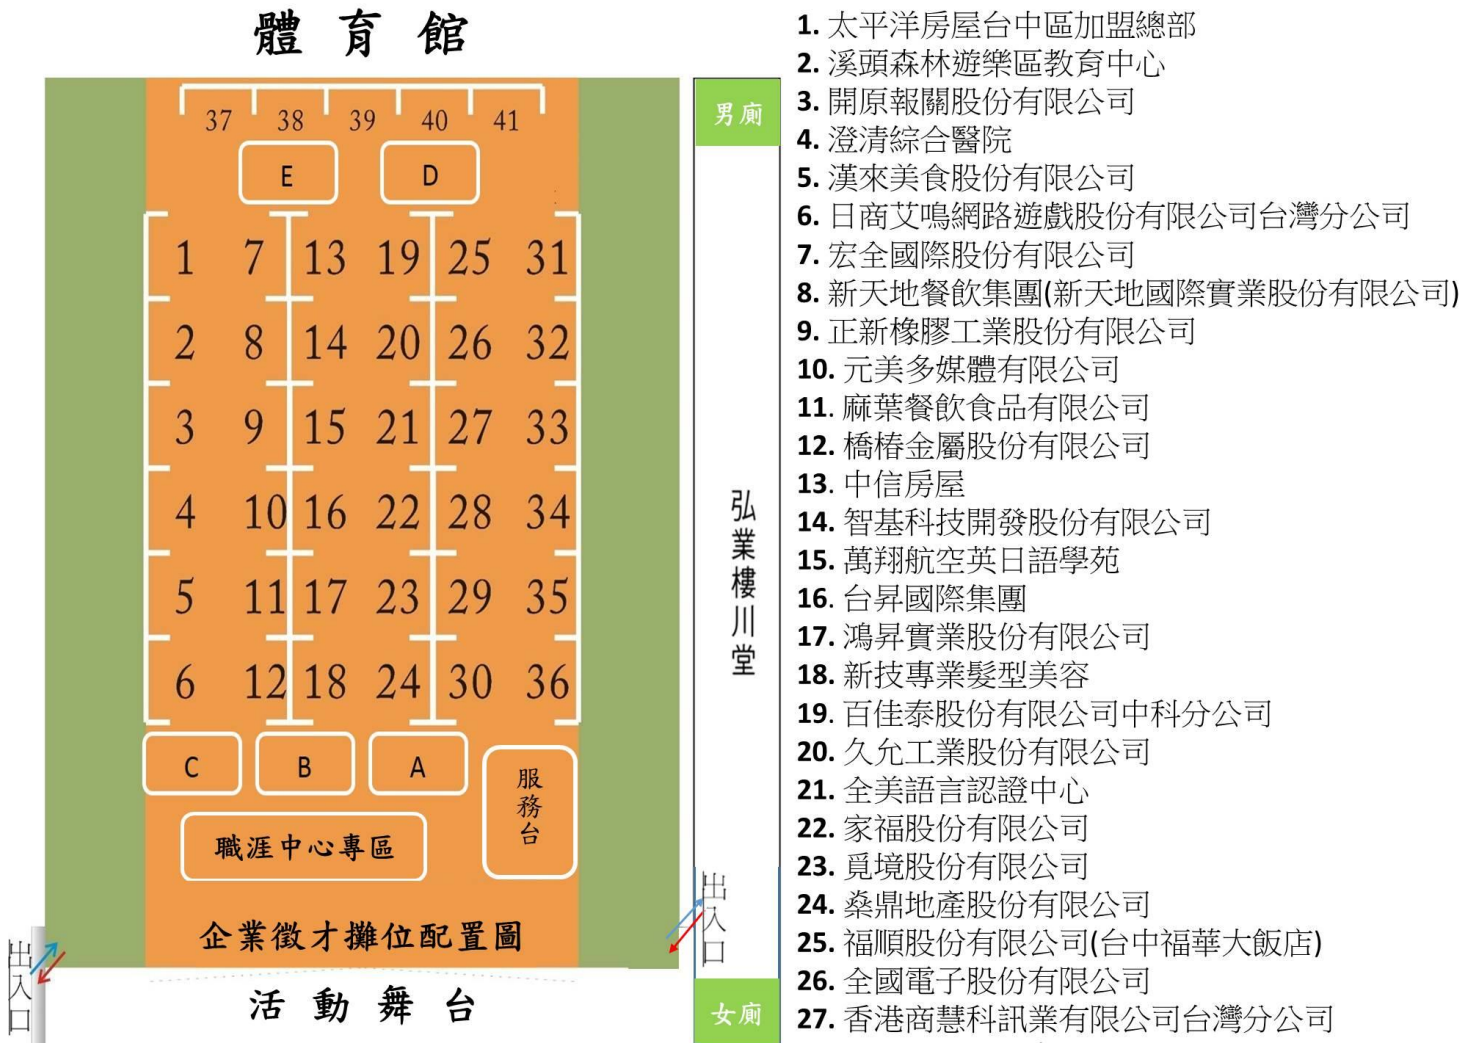 體育館
37 38 39 40 41
E D
1 7 13 19 25 31
2 8 14 20 26 32
3 9 15 21 27 33
4 10 16 22 28 34
5 11 17 23 29 35
6 12 18 24 30 36
C B A
服務台
職涯中心專區
企業徵才攤位配置圖
出入口
活動舞台
男廁
弘業樓川堂
出入口
女廁
1. 太平洋房屋台中區加盟總部
2. 溪頭森林遊樂區教育中心
3. 開原報關股份有限公司
4. 澄清綜合醫院
5. 漢來美食股份有限公司
6. 日商艾鳴網路遊戲股份有限公司台灣分公司
7. 宏全國際股份有限公司
8. 新天地餐飲集團(新天地國際實業股份有限公司)
9. 正新橡膠工業股份有限公司
10. 元美多媒體有限公司
11. 麻葉餐飲食品有限公司
12. 橋椿金屬股份有限公司
13. 中信房屋
14. 智基科技開發股份有限公司
15. 萬翔航空英日語學苑
16. 台昇國際集團
17. 鴻昇實業股份有限公司
18. 新技專業髮型美容
19. 百佳泰股份有限公司中科分公司
20. 久允工業股份有限公司
21. 全美語言認證中心
22. 家福股份有限公司
23. 覓境股份有限公司
24. 燊鼎地產股份有限公司
25. 福順股份有限公司(台中福華大飯店)
26. 全國電子股份有限公司
27. 香港商慧科訊業有限公司台灣分公司